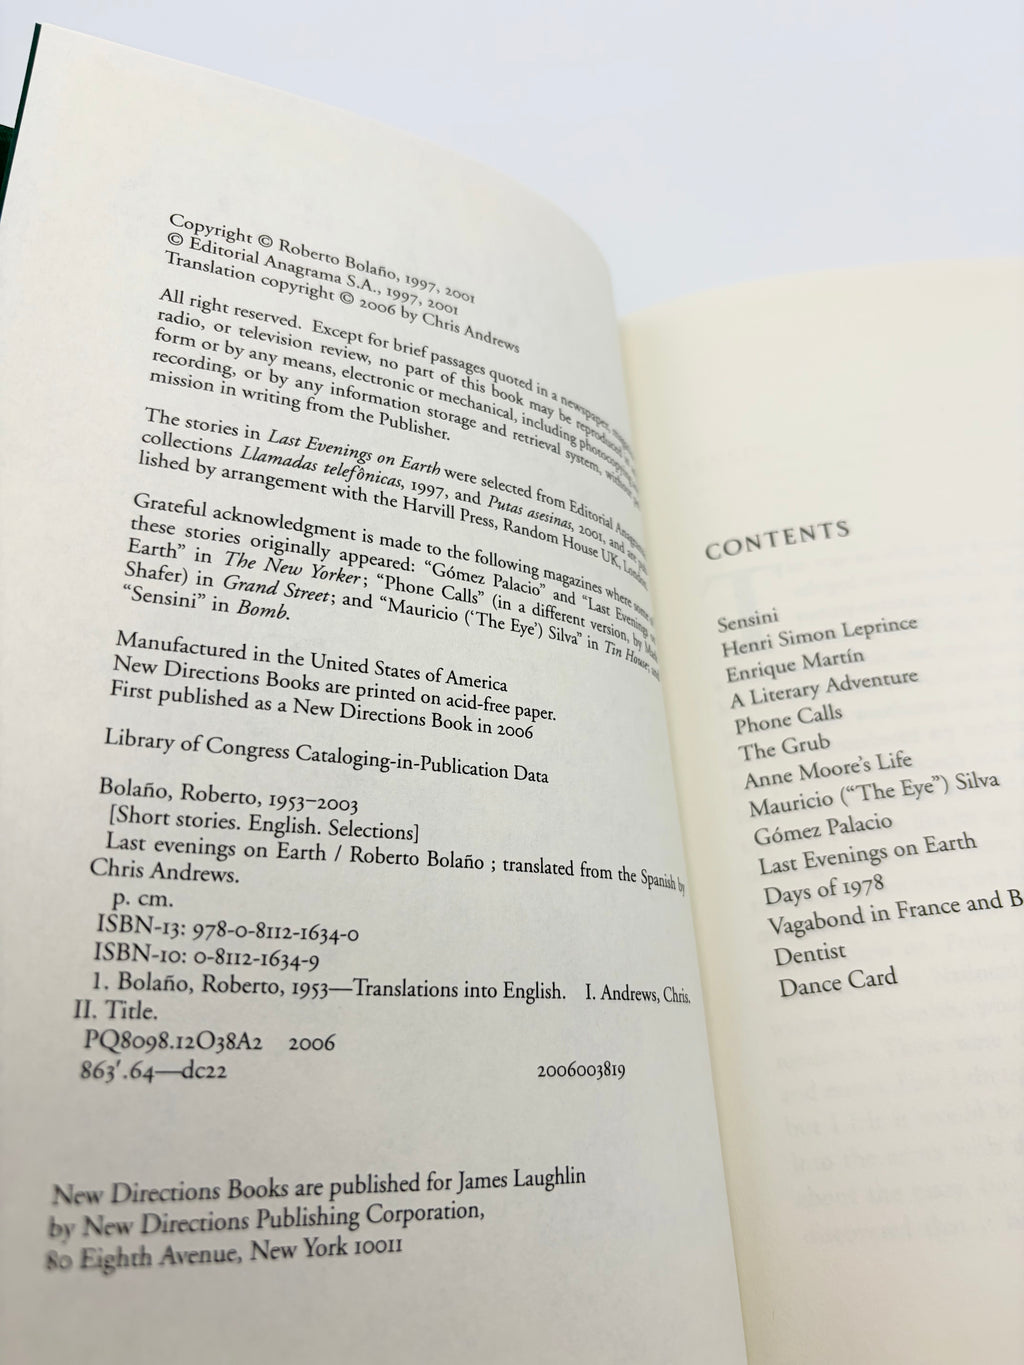 Copyright © Roberto Bolaño, 1997, 2001
© Editorial Anagrama S.A., 1997, 2001
Translation copyright © 2006 by Chris Andrews
All right reserved. Except for brief passages quoted in a newspaper,
radio, or television review, no part of this book may be reproduced in
form or by any means, electronic or mechanical, including photocopying
recording, or by any information storage and retrieval system, without
mission in writing from the Publisher.
The stories in Last Evenings on Earth were selected from Editorial Anagrama
collections Llamadas telefônicas, 1997, and Putas asesinas, 2001, and are
lished by arrangement with the Harvill Press, Random House UK, London.
Grateful acknowledgment is made to the following magazines where some of
these stories originally appeared: “Gómez Palacio” and “Last Evenings on
Earth” in The New Yorker; “Phone Calls” (in a different version, by
Shafer) in Grand Street; and “Mauricio (‘The Eye’) Silva” in Tin House; and
“Sensini” in Bomb.
Manufactured in the United States of America
New Directions Books are printed on acid-free paper.
First published as a New Directions Book in 2006
Library of Congress Cataloging-in-Publication Data
Bolaño, Roberto, 1953–2003
[Short stories. English. Selections]
Last evenings on Earth / Roberto Bolaño ; translated from the Spanish by
Chris Andrews.
p. cm.
ISBN-13: 978-0-8112-1634-0
ISBN-10: 0-8112-1634-9
1. Bolaño, Roberto, 1953—Translations into English. I. Andrews, Chris.
II. Title.
PQ8098.12O38A2 2006
863'.64—dc22 2006003819
New Directions Books are published for James Laughlin
by New Directions Publishing Corporation,
80 Eighth Avenue, New York 10011
CONTENTS
Sensini
Henri Simon Leprince
Enrique Martín
A Literary Adventure
Phone Calls
The Grub
Anne Moore’s Life
Mauricio (“The Eye”) Silva
Gómez Palacio
Last Evenings on Earth
Days of 1978
Vagabond in France and B
Dentist
Dance Card